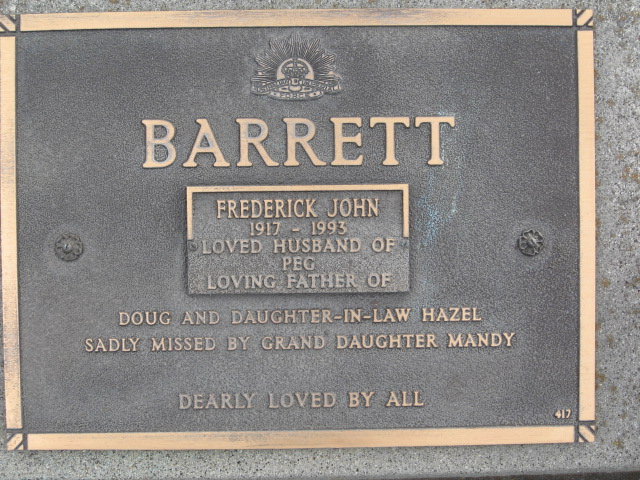 BARRETT
FREDERICK JOHN
1917 - 1993
LOVED HUSBAND OF
PEG
LOVING FATHER OF
DOUG AND DAUGHTER-IN-LAW HAZEL
SADLY MISSED BY GRAND DAUGHTER MANDY
DEARLY LOVED BY ALL
417